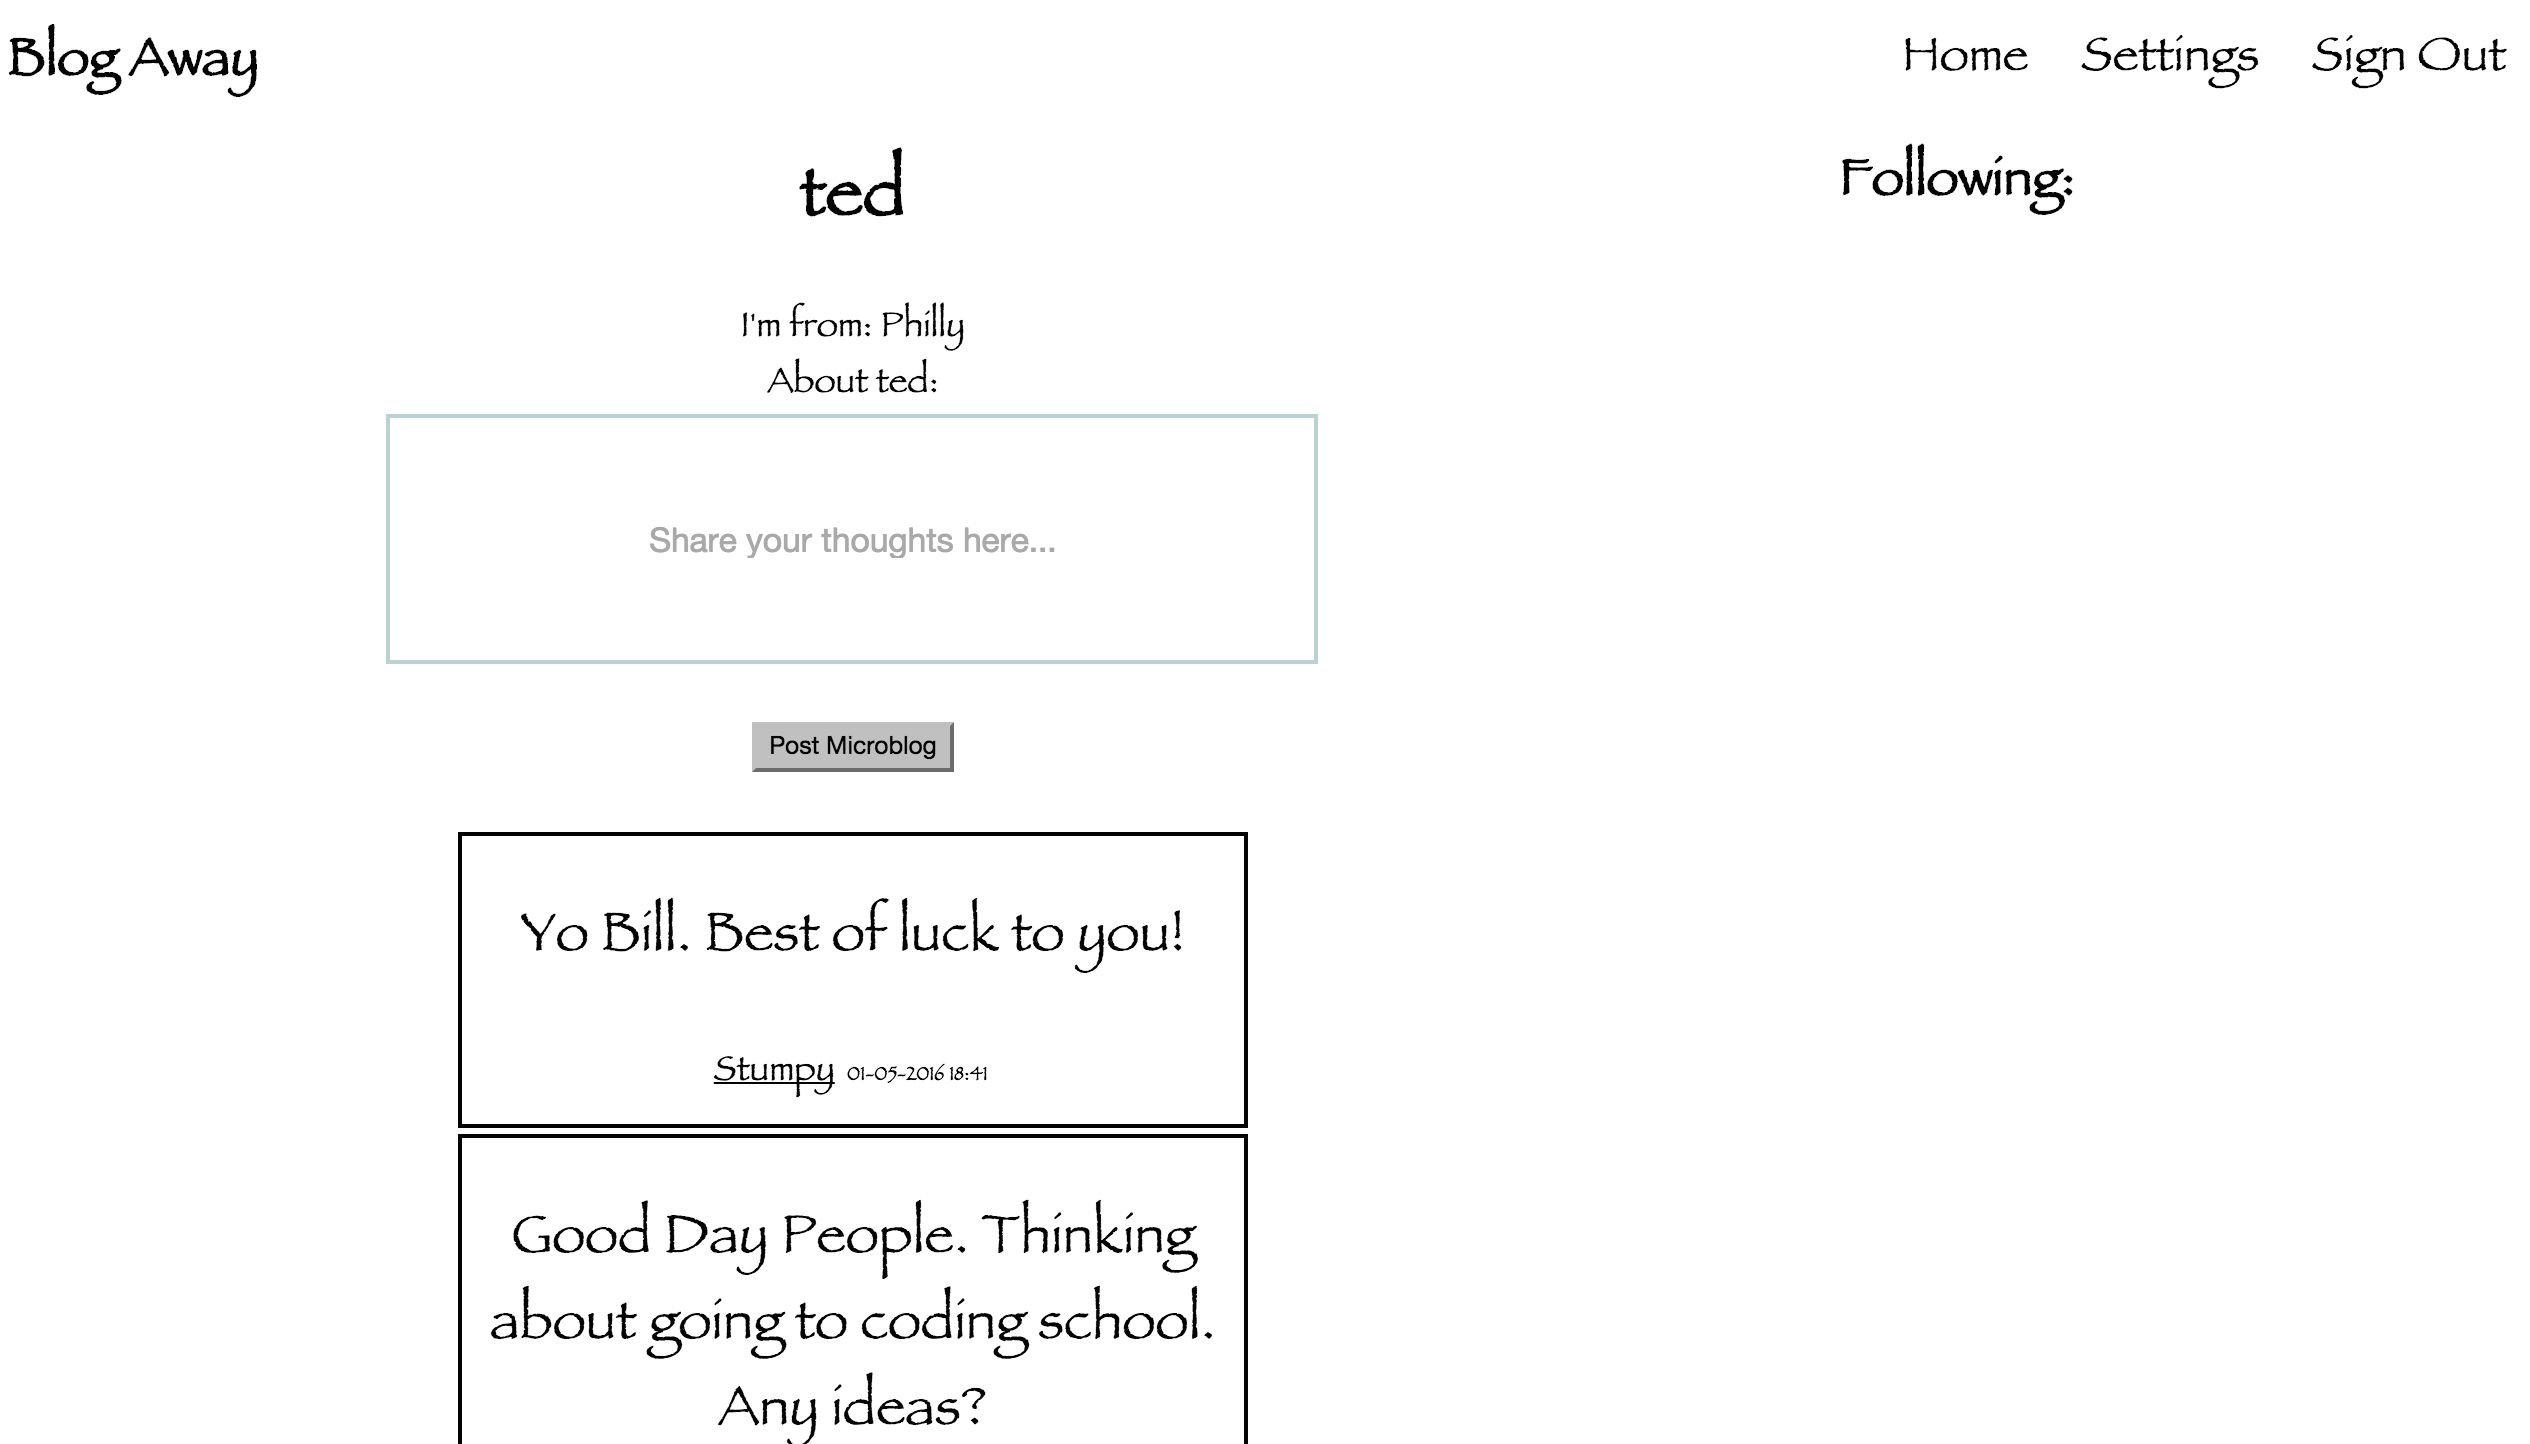 Blog Away
Home Settings Sign Out
ted
Following:
I'm from: Philly
About ted:
Share your thoughts here...
Post Microblog
Yo Bill. Best of luck to you!
Stumpy 01-05-2016 18:41
Good Day People. Thinking
about going to coding school.
Any ideas?